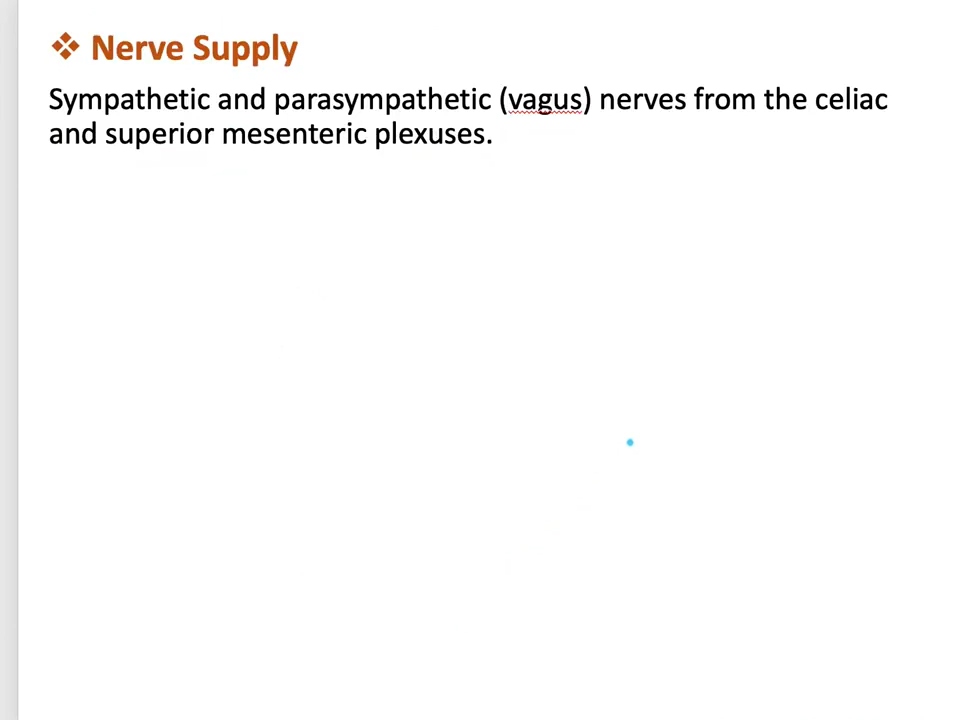 ❖ Nerve Supply
Sympathetic and parasympathetic (vagus) nerves from the celiac
and superior mesenteric plexuses.